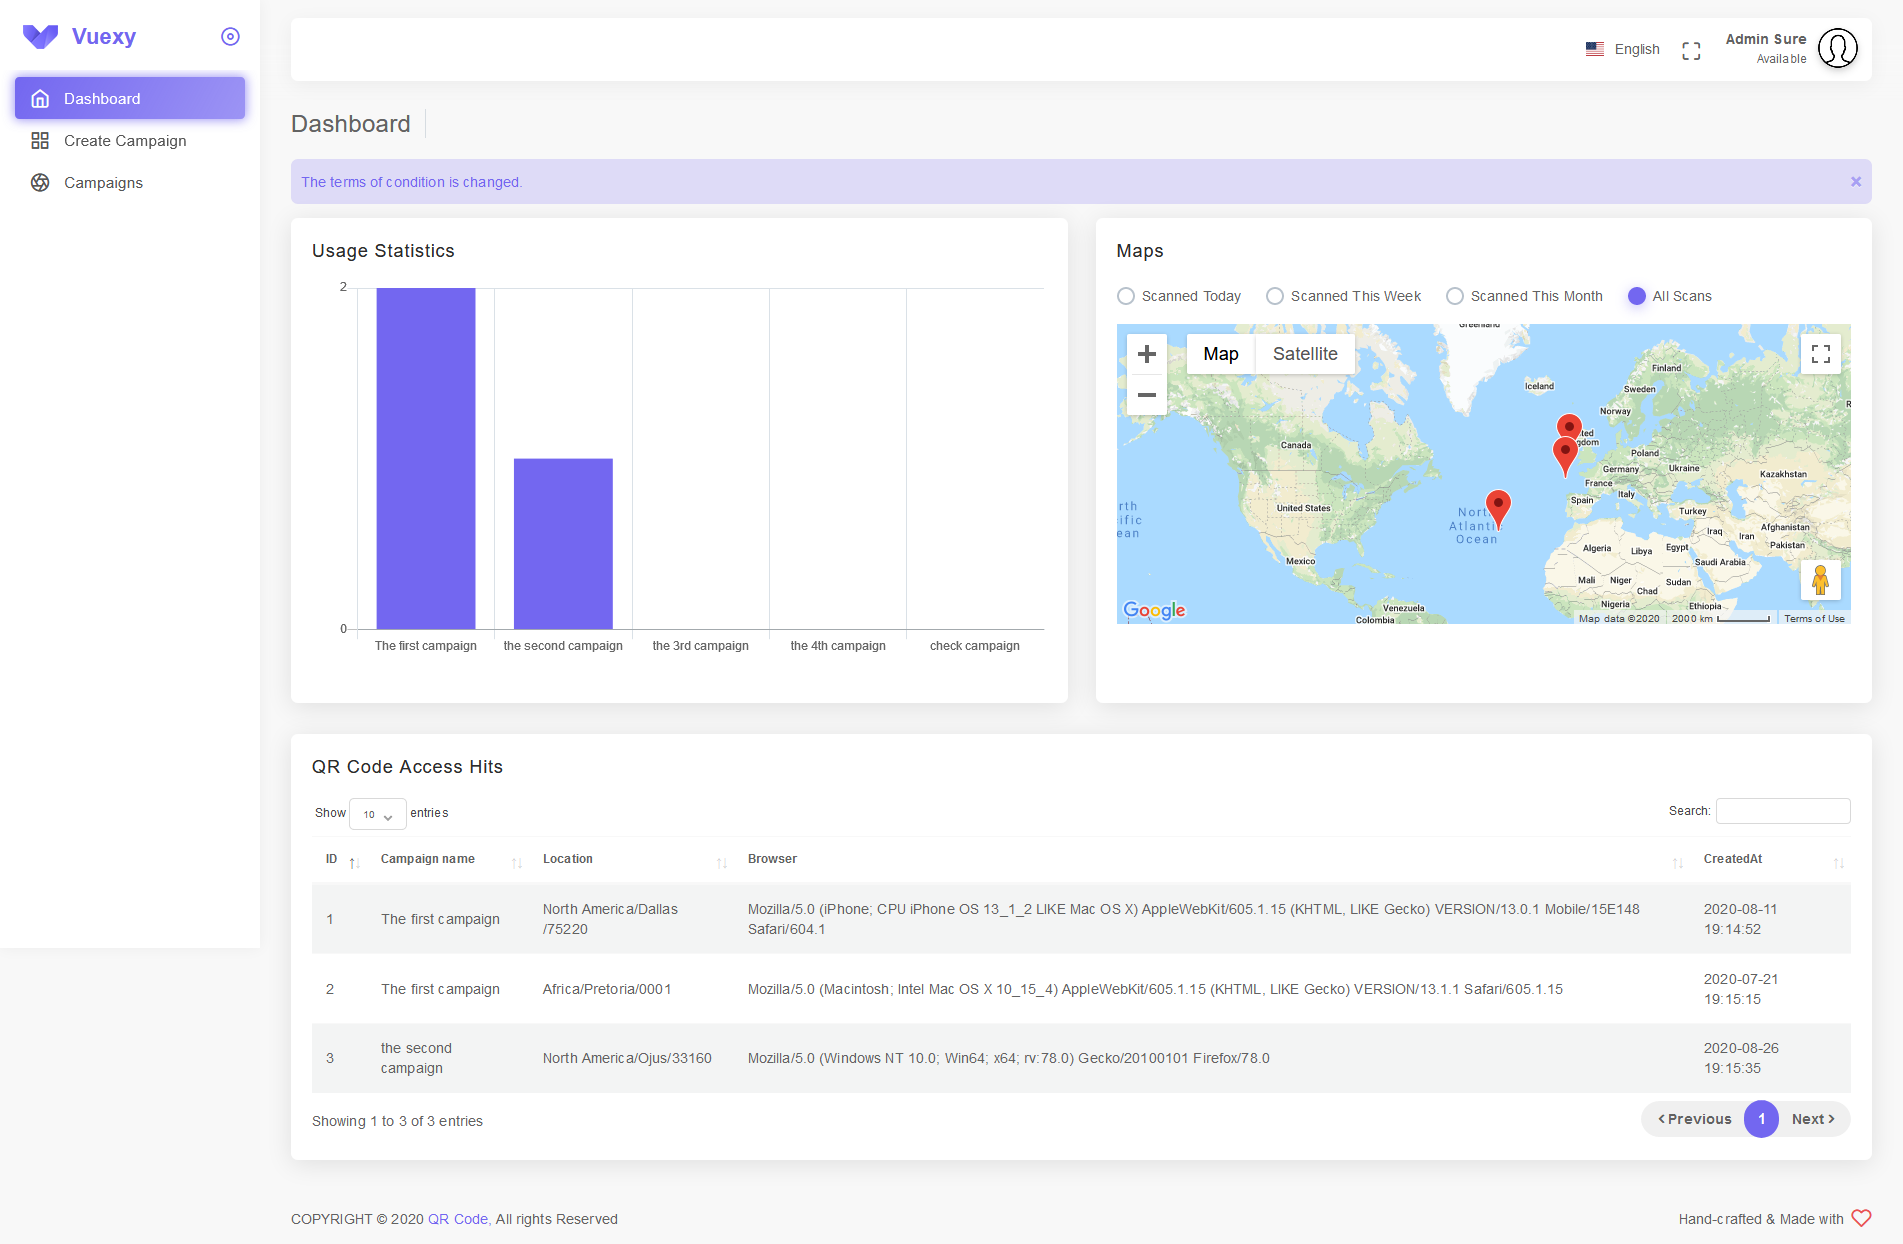 Vuexy
Dashboard
Create Campaign
Campaigns
English
Admin Sure
Available
Dashboard
The terms of condition is changed.
×
Usage Statistics
2
0
The first campaign
the second campaign
the 3rd campaign
the 4th campaign
check campaign
Maps
Scanned Today
Scanned This Week
Scanned This Month
All Scans
Map
Satellite
Greenland
Iceland
Finland
Sweden
Norway
Canada
Poland
Germany
Ukraine
Kazakhstan
France
Spain
Italy
Turkey
United States
North
Atlantic
Ocean
Iraq
Iran
Afghanistan
Pakistan
Algeria
Libya
Egypt
Saudi Arabia
Mexico
Mali
Niger
Chad
Sudan
Nigeria
Ethiopia
Venezuela
Colombia
Google
Map data ©2020
2000 km
Terms of Use
QR Code Access Hits
Show 10 entries
Search:
ID
Campaign name
Location
Browser
CreatedAt
1
The first campaign
North America/Dallas
/75220
Mozilla/5.0 (iPhone; CPU iPhone OS 13_1_2 LIKE Mac OS X) AppleWebKit/605.1.15 (KHTML, LIKE Gecko) VERSION/13.0.1 Mobile/15E148
Safari/604.1
2020-08-11
19:14:52
2
The first campaign
Africa/Pretoria/0001
Mozilla/5.0 (Macintosh; Intel Mac OS X 10_15_4) AppleWebKit/605.1.15 (KHTML, LIKE Gecko) VERSION/13.1.1 Safari/605.1.15
2020-07-21
19:15:15
3
the second
campaign
North America/Ojus/33160
Mozilla/5.0 (Windows NT 10.0; Win64; x64; rv:78.0) Gecko/20100101 Firefox/78.0
2020-08-26
19:15:35
Showing 1 to 3 of 3 entries
Previous
1
Next
COPYRIGHT © 2020 QR Code, All rights Reserved
Hand-crafted & Made with